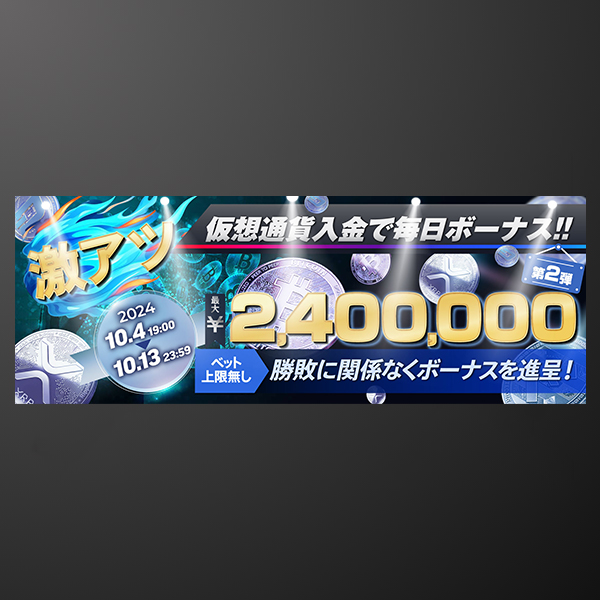 激アツ
仮想通貨入金で毎日ボーナス!!
第2弾
2024
10.4 19:00
10.13 23:59
最大
¥
2,400,000
ベット
上限無し
勝敗に関係なくボーナスを進呈!
XRP